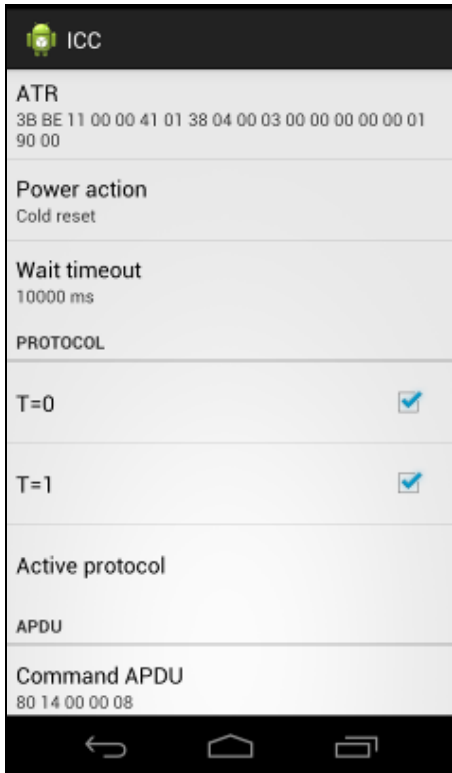 ICC
ATR
3B BE 11 00 00 41 01 38 04 00 03 00 00 00 00 00 01
90 00
Power action
Cold reset
Wait timeout
10000 ms
PROTOCOL
T=0
T=1
Active protocol
APDU
Command APDU
80 14 00 00 08